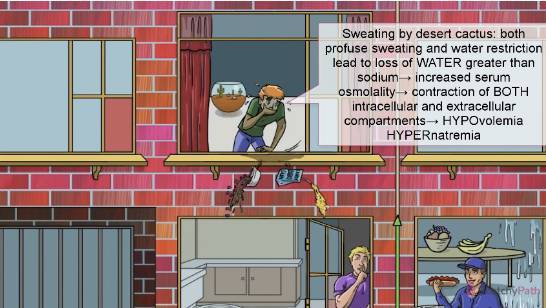 Sweating by desert cactus: both
profuse sweating and water restriction
lead to loss of WATER greater than
sodium→ increased serum
osmolality→ contraction of BOTH
intracellular and extracellular
compartments→ HYPOvolemia
HYPERnatremia